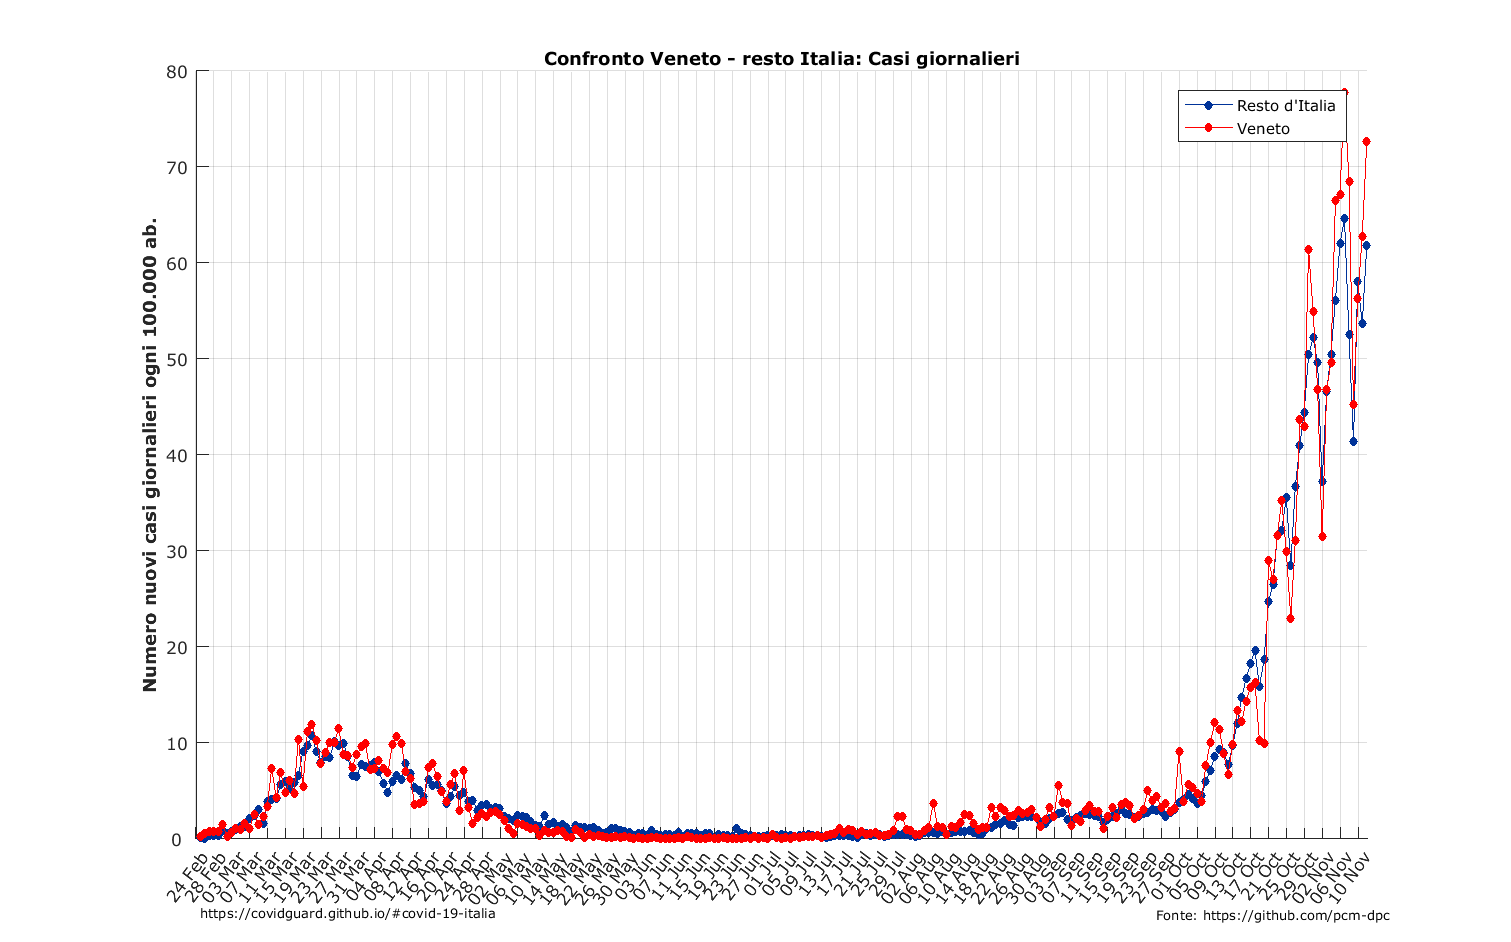 Confronto Veneto - resto Italia: Casi giornalieri
Numero nuovi casi giornalieri ogni 100.000 ab.
80
70
60
50
40
30
20
10
0
Resto d'Italia
Veneto
24 Feb
28 Feb
03 Mar
07 Mar
11 Mar
15 Mar
19 Mar
23 Mar
27 Mar
31 Mar
04 Apr
08 Apr
12 Apr
16 Apr
20 Apr
24 Apr
28 Apr
02 May
06 May
10 May
14 May
18 May
22 May
26 May
30 May
03 Jun
07 Jun
11 Jun
15 Jun
19 Jun
23 Jun
27 Jun
01 Jul
05 Jul
09 Jul
13 Jul
17 Jul
21 Jul
25 Jul
29 Jul
02 Aug
06 Aug
10 Aug
14 Aug
18 Aug
22 Aug
26 Aug
30 Aug
03 Sep
07 Sep
11 Sep
15 Sep
19 Sep
23 Sep
27 Sep
01 Oct
05 Oct
09 Oct
13 Oct
17 Oct
21 Oct
25 Oct
29 Oct
02 Nov
06 Nov
10 Nov
https://covidguard.github.io/#covid-19-italia
Fonte: https://github.com/pcm-dpc